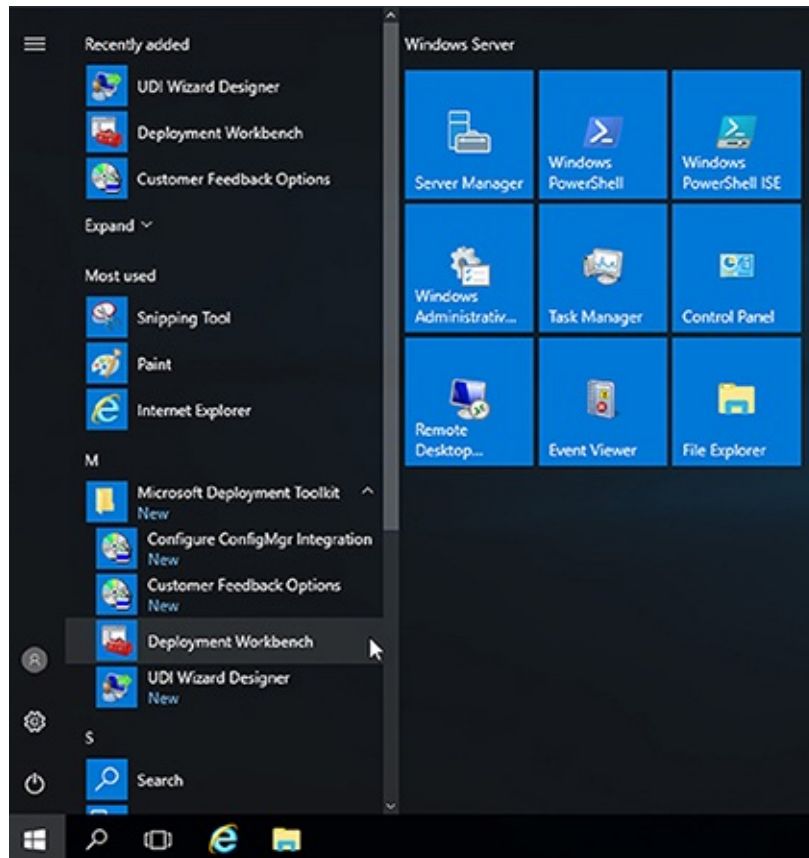 Recently added
UDI Wizard Designer
Deployment Workbench
Customer Feedback Options
Expand
Most used
Snipping Tool
Paint
Internet Explorer
M
Microsoft Deployment Toolkit
New
Configure ConfigMgr Integration
New
Customer Feedback Options
New
Deployment Workbench
UDI Wizard Designer
New
S
Search
Windows Server
Server Manager
Windows
PowerShell
Windows
PowerShell ISE
Windows
Administrativ...
Task Manager
Control Panel
Remote
Desktop...
Event Viewer
File Explorer